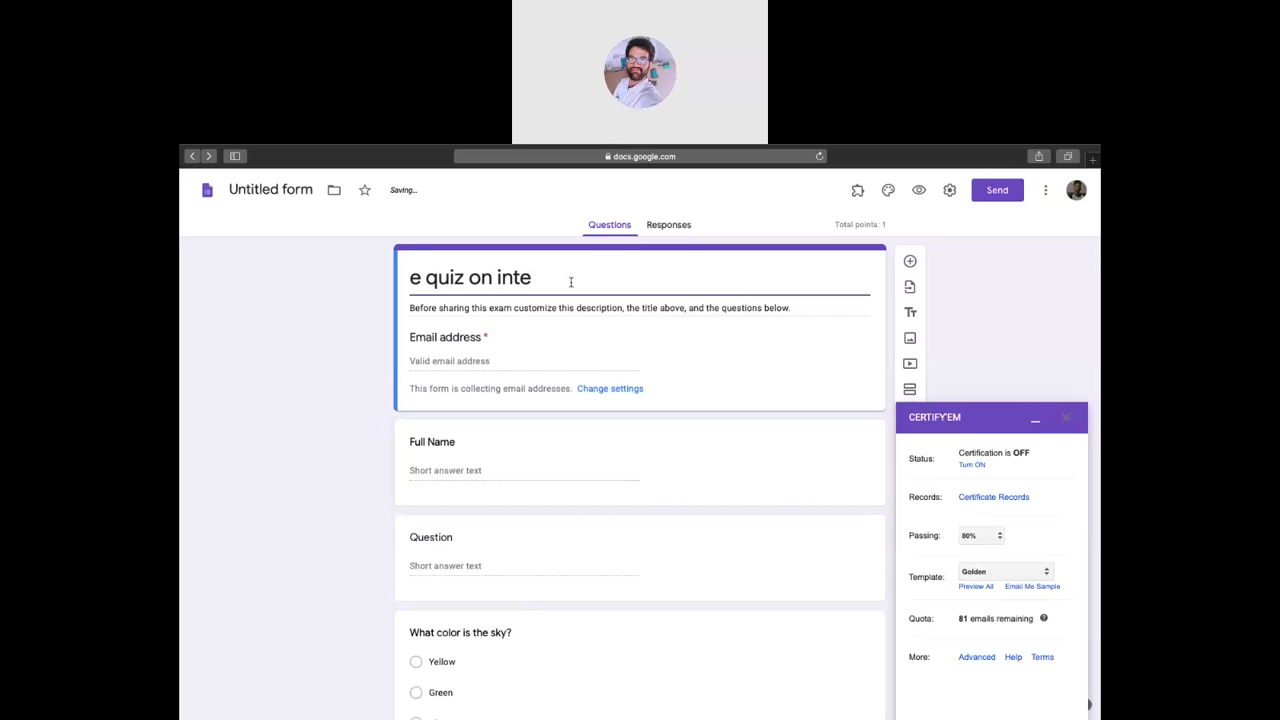 docs.google.com
Untitled form
Saving...
Send
Questions
Responses
Total points: 1
e quiz on inte
Before sharing this exam customize this description, the title above, and the questions below.
Email address *
Valid email address
This form is collecting email addresses. Change settings
Full Name
Short answer text
Question
Short answer text
What color is the sky?
Yellow
Green
CERTIFY'EM
Status: Certification is OFF
Turn ON
Records: Certificate Records
Passing: 80%
Template: Golden
Preview All Email Me Sample
Quota: 81 emails remaining
More: Advanced Help Terms